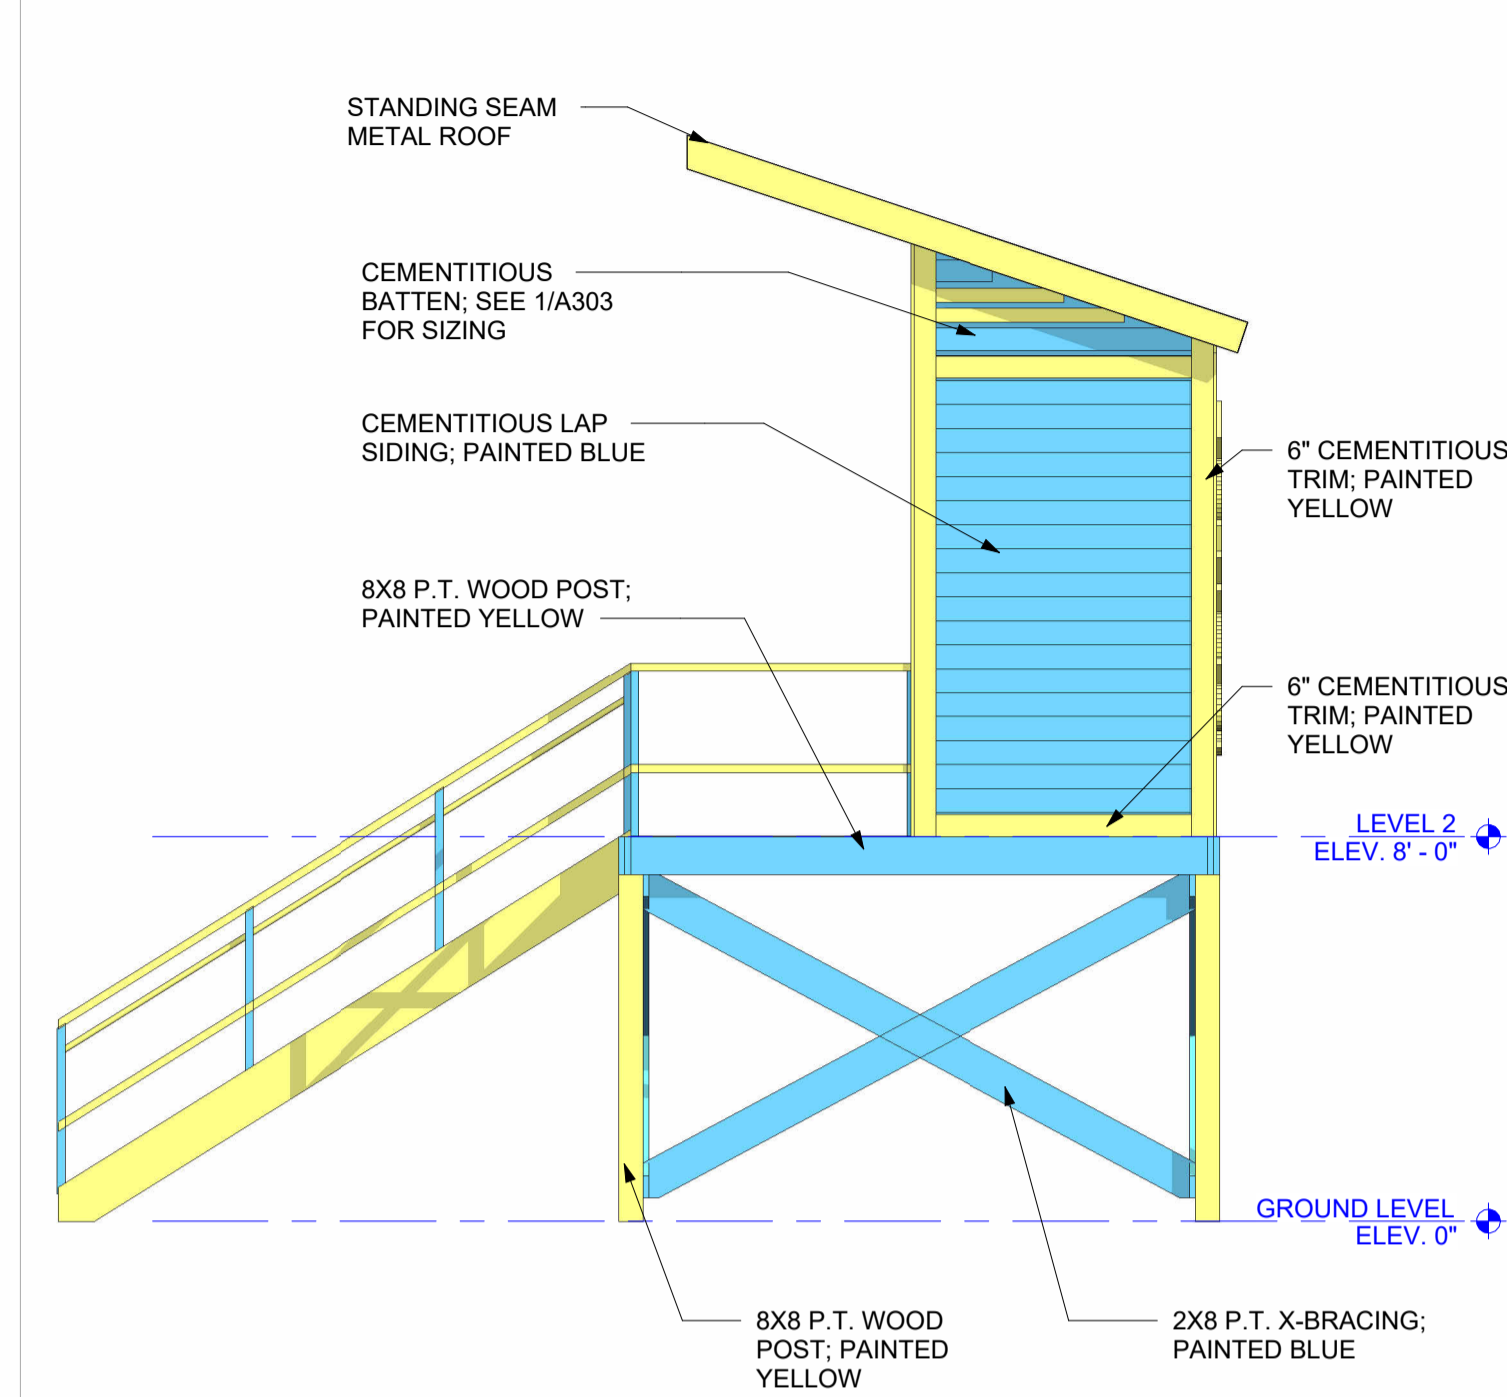 STANDING SEAM
METAL ROOF
CEMENTITIOUS
BATTEN; SEE 1/A303
FOR SIZING
CEMENTITIOUS LAP
SIDING; PAINTED BLUE
6" CEMENTITIOUS
TRIM; PAINTED
YELLOW
8X8 P.T. WOOD POST;
PAINTED YELLOW
6" CEMENTITIOUS
TRIM; PAINTED
YELLOW
LEVEL 2
ELEV. 8' - 0"
GROUND LEVEL
ELEV. 0"
8X8 P.T. WOOD
POST; PAINTED
YELLOW
2X8 P.T. X-BRACING;
PAINTED BLUE